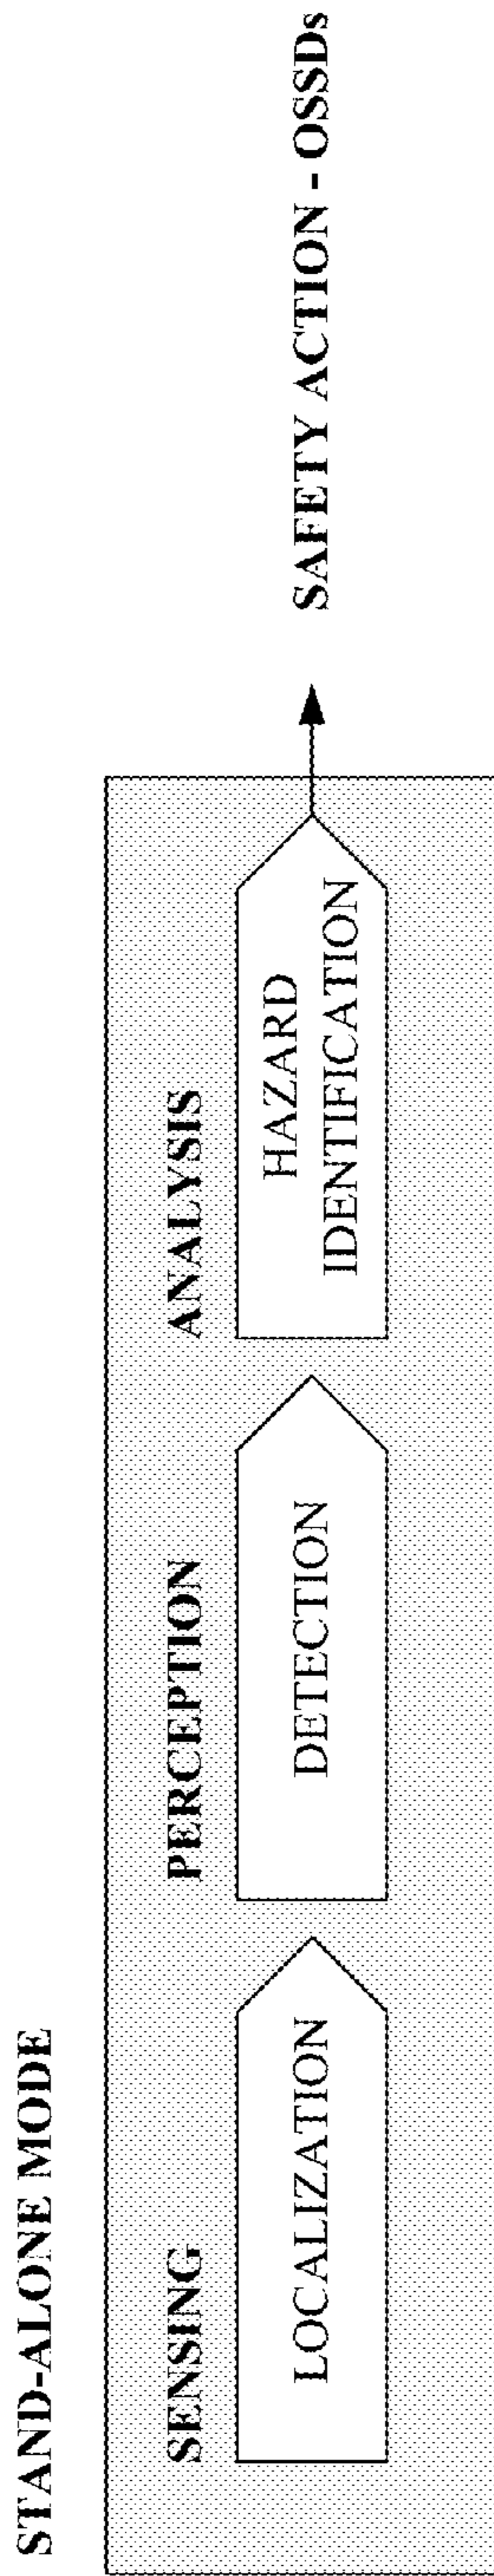 STAND-ALONE MODE
SENSING
PERCEPTION
ANALYSIS
LOCALIZATION
DETECTION
HAZARD
IDENTIFICATION
SAFETY ACTION - OSSDs